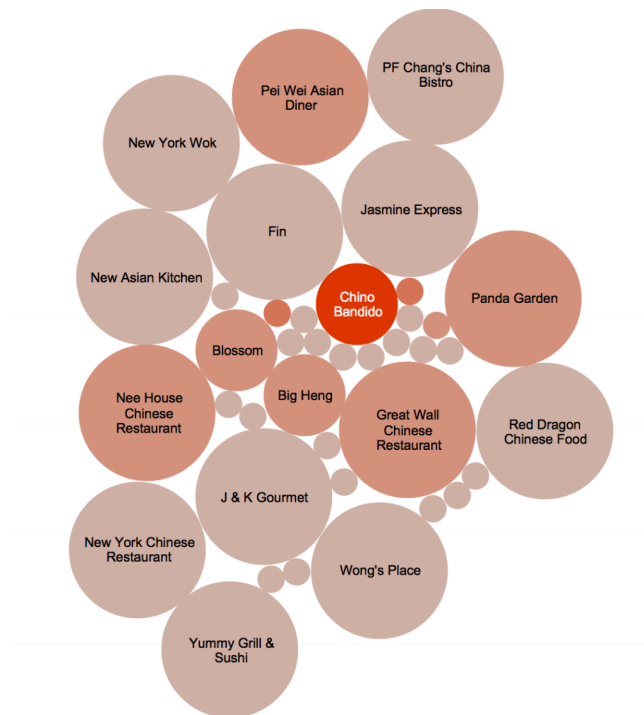 PF Chang's China
Bistro
Pei Wei Asian
Diner
New York Wok
Jasmine Express
Fin
New Asian Kitchen
Chino
Bandido
Panda Garden
Blossom
Big Heng
Nee House
Chinese
Restaurant
Great Wall
Chinese
Restaurant
Red Dragon
Chinese Food
J & K Gourmet
New York Chinese
Restaurant
Wong's Place
Yummy Grill &
Sushi